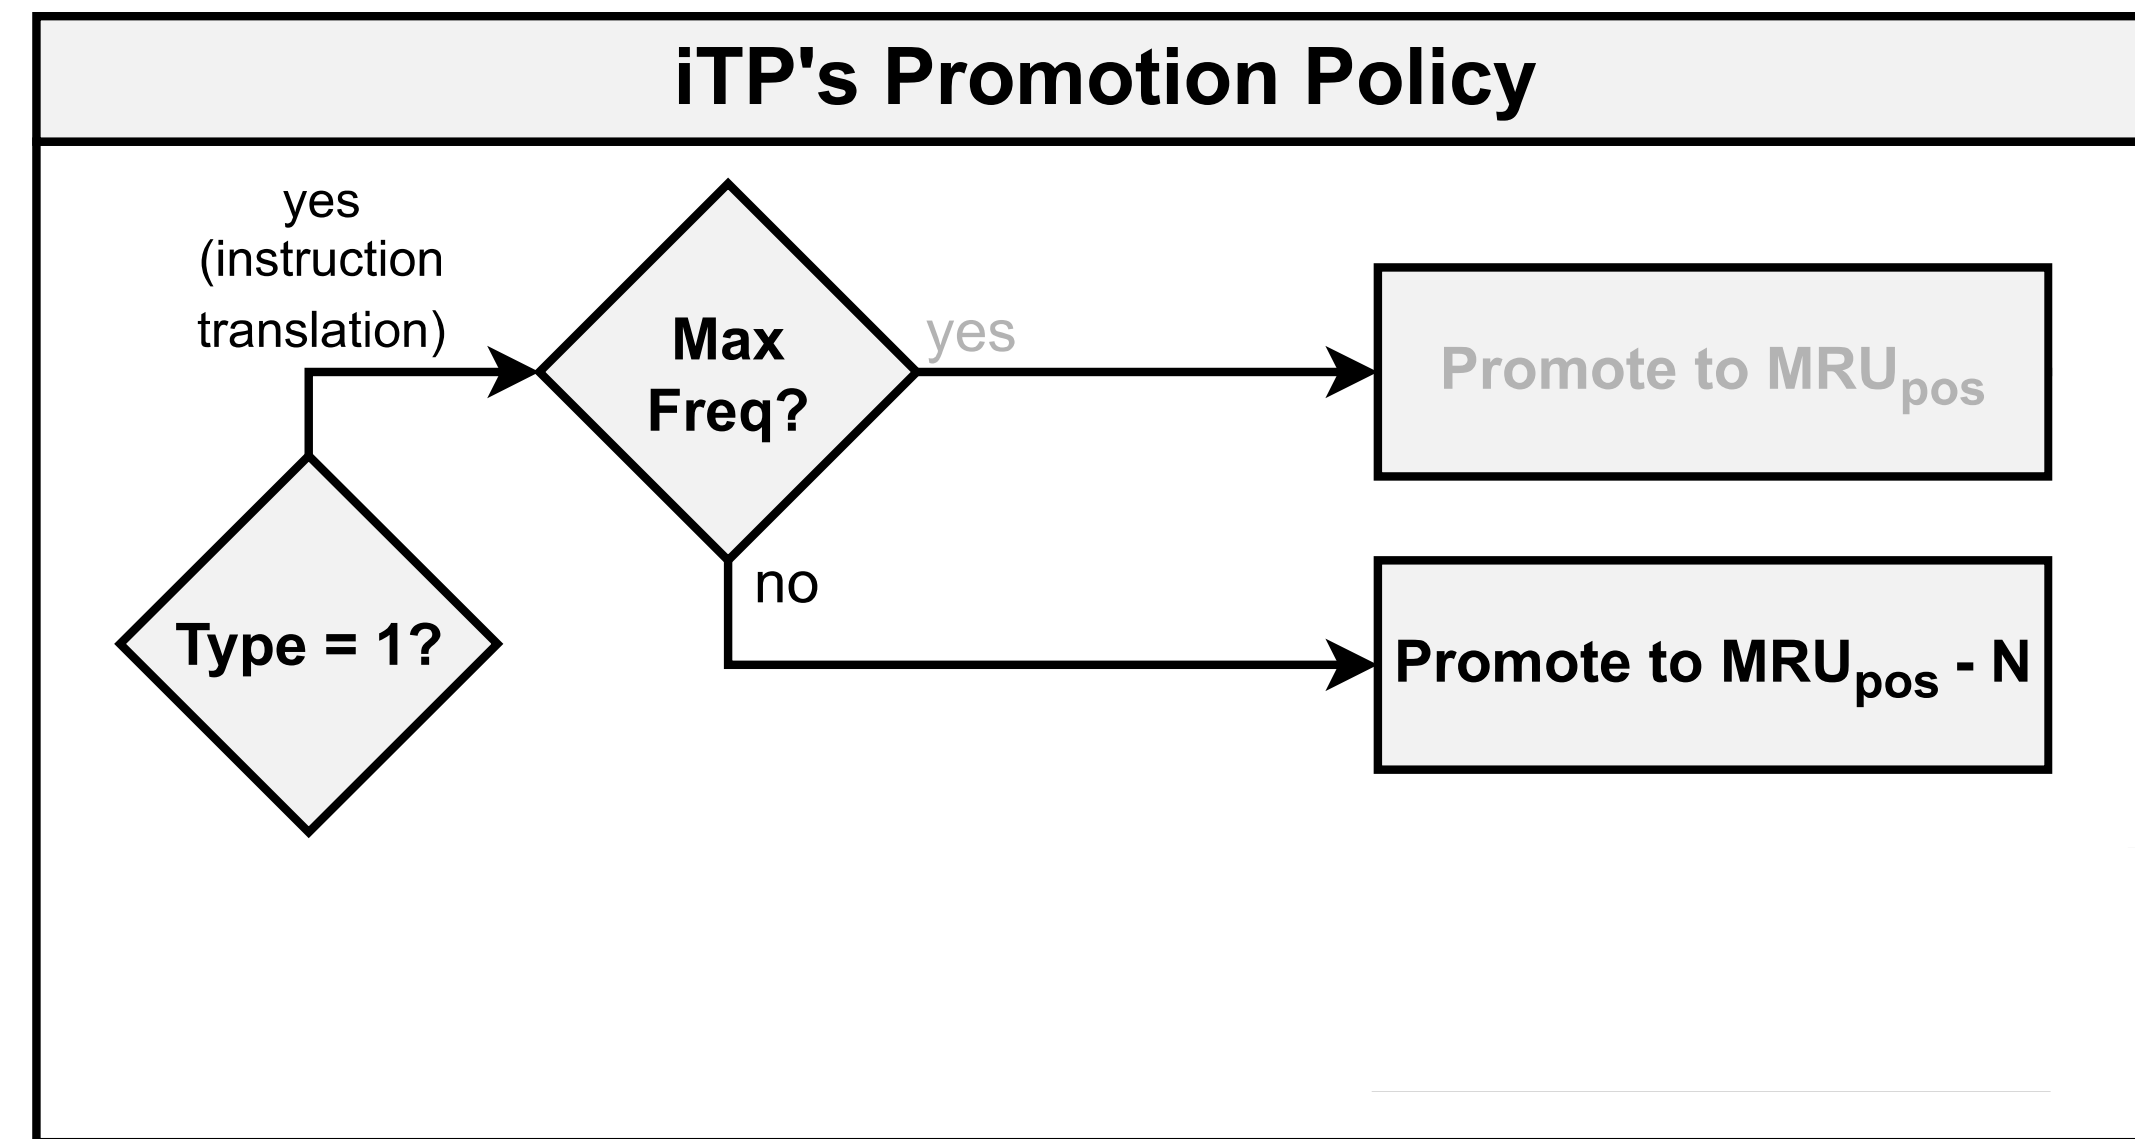 iTP's Promotion Policy
yes
(instruction
translation)
Max
Freq?
yes
Promote to MRUpos
no
Type = 1?
Promote to MRUpos - N